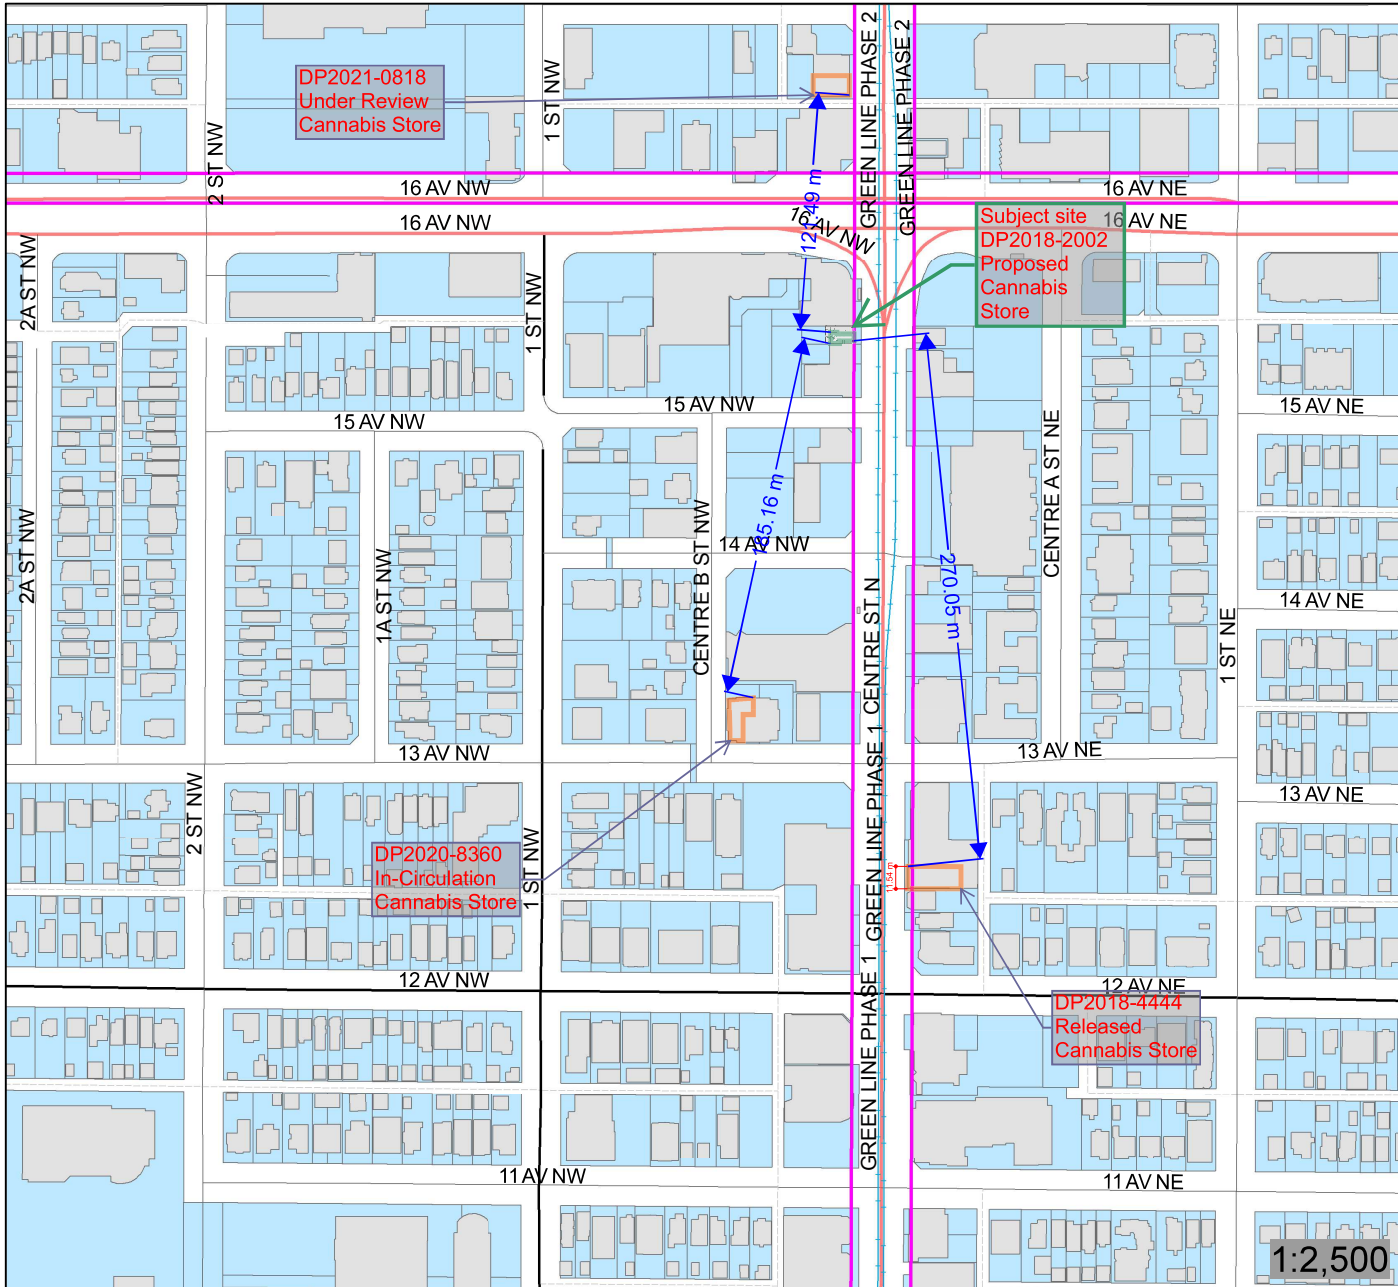 GREEN LINE PHASE 2
GREEN LINE PHASE 2
DP2021-0818
Under Review
Cannabis Store
1 ST NW
2 ST NW
16 AV NW
16 AV NE
16 AV NW
16 AV NW
16 AV NE
Subject site
DP2018-2002
Proposed
Cannabis
Store
2A ST NW
1 ST NW
15 AV NW
15 AV NW
15 AV NE
185.16 m
14 AV NW
270.05 m
CENTRE A ST NE
CENTRE B ST NW
CENTRE ST N
2A ST NW
1A ST NW
14 AV NE
1 ST NE
13 AV NW
13 AV NE
13 AV NE
2 ST NW
1 ST NW
DP2020-8360
In-Circulation
Cannabis Store
GREEN LINE PHASE 1
11.54 m
12 AV NW
12 AV NE
DP2018-4444
Released
Cannabis Store
GREEN LINE PHASE 1
11 AV NW
11 AV NE
1:2,500